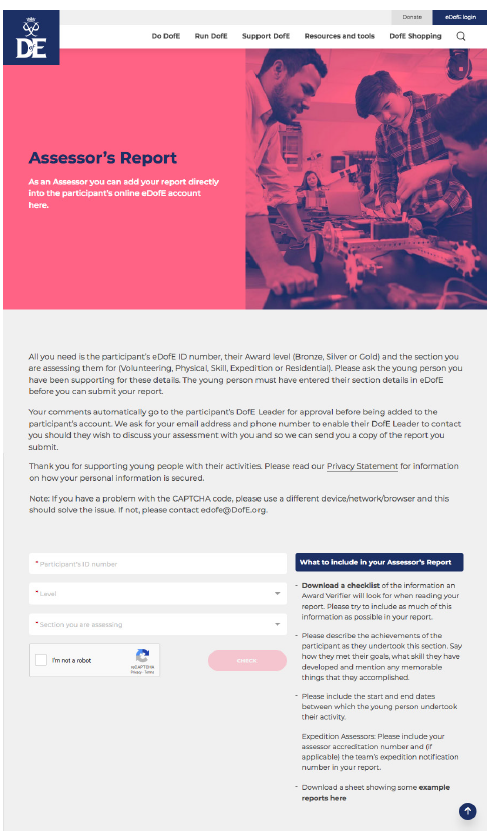 Donate
eDofE login
DofE
Do DofE
Run DofE
Support DofE
Resources and tools
DofE Shopping
Assessor's Report
As an Assessor you can add your report directly
into the participant's online eDofE account
here.
All you need is the participant's eDofE ID number, their Award level (Bronze, Silver or Gold) and the section you
are assessing them for (Volunteering, Physical, Skill, Expedition or Residential). Please ask the young person you
have been supporting for these details. The young person must have entered their section details in eDofE
before you can submit your report.
Your comments automatically go to the participant's DofE Leader for approval before being added to the
participant's account. We ask for your email address and phone number to enable their DofE Leader to contact
you should they wish to discuss your assessment with you and so we can send you a copy of the report you
submit.
Thank you for supporting young people with their activities. Please read our Privacy Statement for information
on how your personal information is secured.
Note: If you have a problem with the CAPTCHA code, please use a different device/network/browser and this
should solve the issue. If not, please contact edofe@DofE.org.
* Participant's ID number
* Level
* Section you are assessing
I'm not a robot
reCAPTCHA
Privacy - Terms
CHECK
What to include in your Assessor's Report
- Download a checklist of the information an
Award Verifier will look for when reading your
report. Please try to include as much of this
information as possible in your report.
- Please describe the achievements of the
participant as they undertook this section. Say
how they met their goals, what skill they have
developed and mention any memorable
things that they accomplished.
- Please include the start and end dates
between which the young person undertook
their activity.
Expedition Assessors: Please include your
assessor accreditation number and (if
applicable) the team's expedition notification
number in your report.
- Download a sheet showing some example
reports here